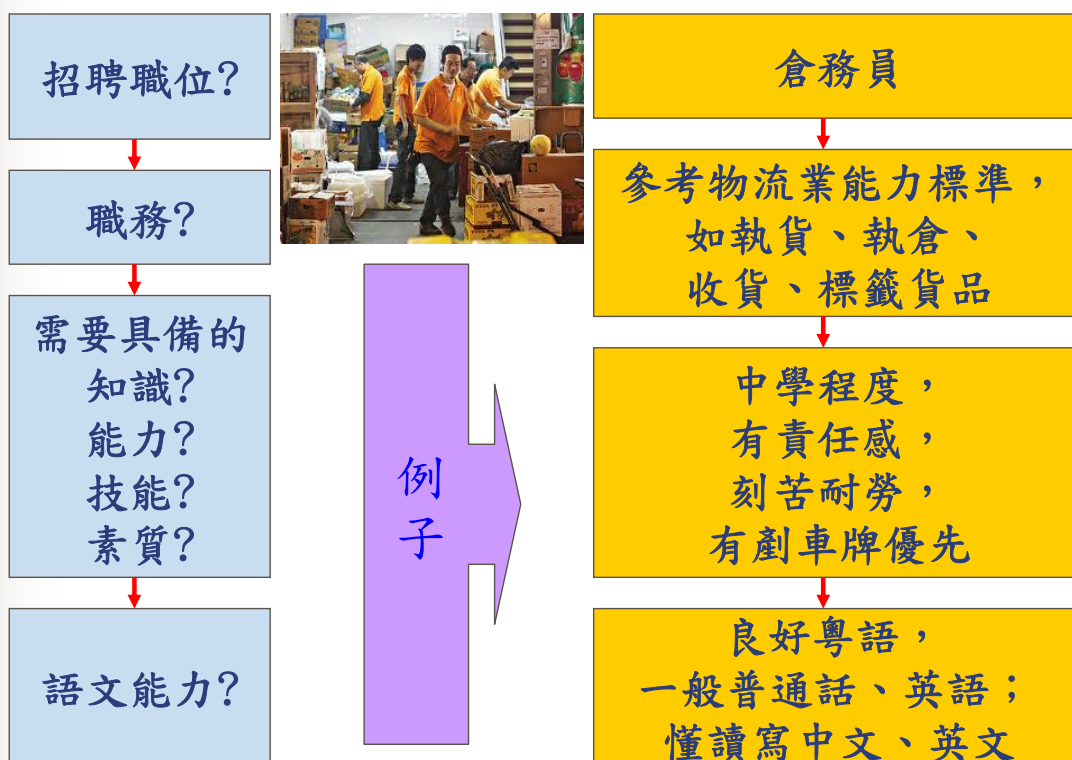 招聘職位?
職務?
需要具備的
知識?
能力?
技能?
素質?
語文能力?
例
子
倉務員
參考物流業能力標準，
如執貨、執倉、
收貨、標籤貨品
中學程度，
有責任感，
刻苦耐勞，
有剷車牌優先
良好粵語，
一般普通話、英語；
懂讀寫中文、英文